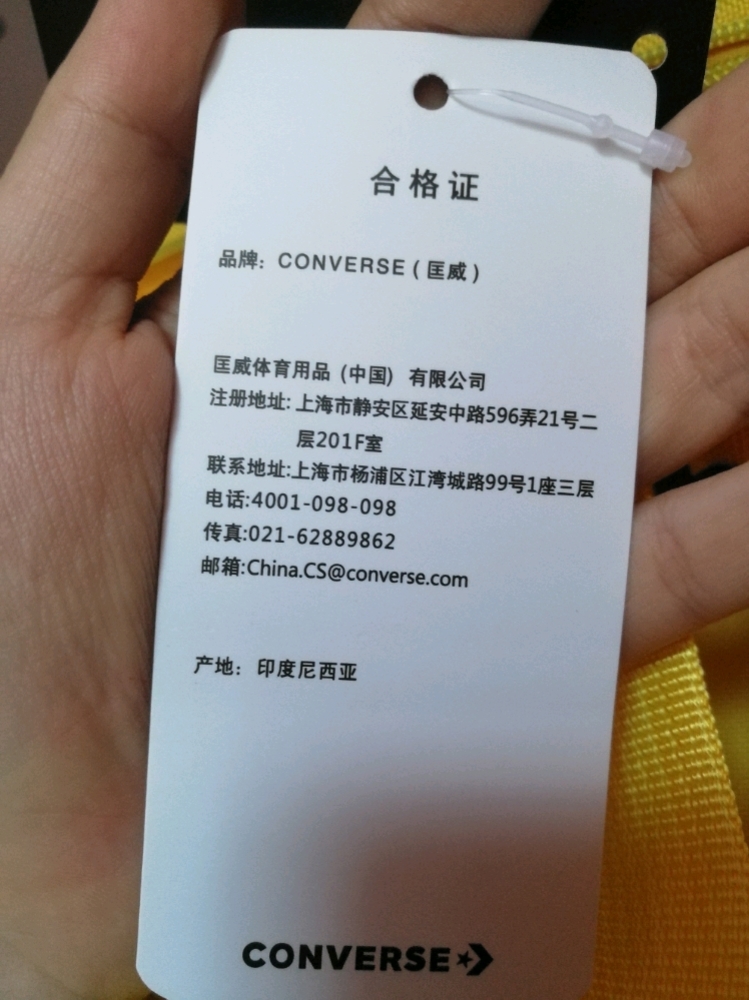 合格证
品牌：CONVERSE（匡威）
匡威体育用品（中国） 有限公司
注册地址：上海市静安区延安中路596弄21号二
层201F室
联系地址:上海市杨浦区江湾城路99号1座三层
电话:4001-098-098
传真:021-62889862
邮箱:China.CS@converse.com
产地：印度尼西亚
CONVERSE